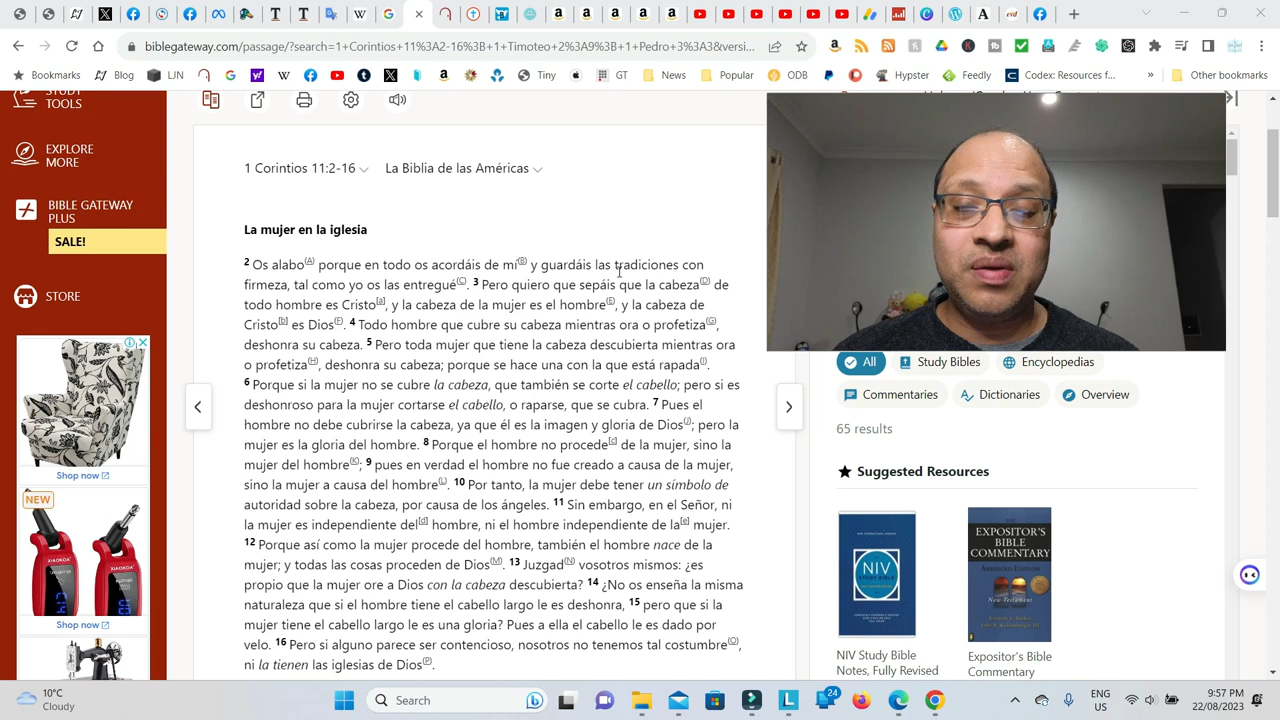 biblegateway.com/passage/?search=1+Corintios+11%3A2-16%3B+1+Timoteo+2%3A9%3B+1+Pedro+3%3A3&versi...
Bookmarks
Blog
LJN
Tiny
GT
News
Popular
ODB
Hypster
Feedly
Codex: Resources f...
»
Other bookmarks
STUDY
TOOLS
EXPLORE
MORE
BIBLE GATEWAY
PLUS
SALE!
STORE
Shop now
NEW
Shop now
1 Corintios 11:2-16
La Biblia de las Américas
La mujer en la iglesia
2 Os alabo[A] porque en todo os acordáis de mí[B] y guardáis las tradiciones con
firmeza, tal como yo os las entregué[C]. 3 Pero quiero que sepáis que la cabeza[D] de
todo hombre es Cristo[a], y la cabeza de la mujer es el hombre[E], y la cabeza de
Cristo[b] es Dios[F]. 4 Todo hombre que cubre su cabeza mientras ora o profetiza[G],
deshonra su cabeza. 5 Pero toda mujer que tiene la cabeza descubierta mientras ora
o profetiza[H], deshonra su cabeza; porque se hace una con la que está rapada[I].
6 Porque si la mujer no se cubre la cabeza, que también se corte el cabello; pero si es
deshonroso para la mujer cortarse el cabello, o raparse, que se cubra. 7 Pues el
hombre no debe cubrirse la cabeza, ya que él es la imagen y gloria de Dios[J]; pero la
mujer es la gloria del hombre. 8 Porque el hombre no procede[c] de la mujer, sino la
mujer del hombre[K]; 9 pues en verdad el hombre no fue creado a causa de la mujer,
sino la mujer a causa del hombre[L]. 10 Por tanto, la mujer debe tener un símbolo de
autoridad sobre la cabeza, por causa de los ángeles. 11 Sin embargo, en el Señor, ni
la mujer es independiente del[d] hombre, ni el hombre independiente de la[e] mujer.
12 Porque así como la mujer procede del hombre, también el hombre nace de la
mujer; y todas las cosas proceden de Dios[M]. 13 Juzgad[N] vosotros mismos: ¿es
propio que la mujer ore a Dios con la cabeza descubierta? 14 ¿No os enseña la misma
naturaleza que si el hombre tiene el cabello largo le es deshonra, 15 pero que si la
mujer tiene el cabello largo le es una gloria? Pues a ella el cabello le es dado por
velo. 16 Pero si alguno parece ser contencioso, nosotros no tenemos tal costumbre,
ni la tienen las iglesias de Dios[P].
All
Study Bibles
Encyclopedias
Commentaries
Dictionaries
Overview
65 results
Suggested Resources
NIV
STUDY BIBLE
THE
EXPOSITOR'S
BIBLE
COMMENTARY
ABRIDGED EDITION
New Testament
NIV Study Bible
Notes, Fully Revised
Expositor's Bible
Commentary
10°C
Cloudy
Search
24
ENG
US
9:57 PM
22/08/2023